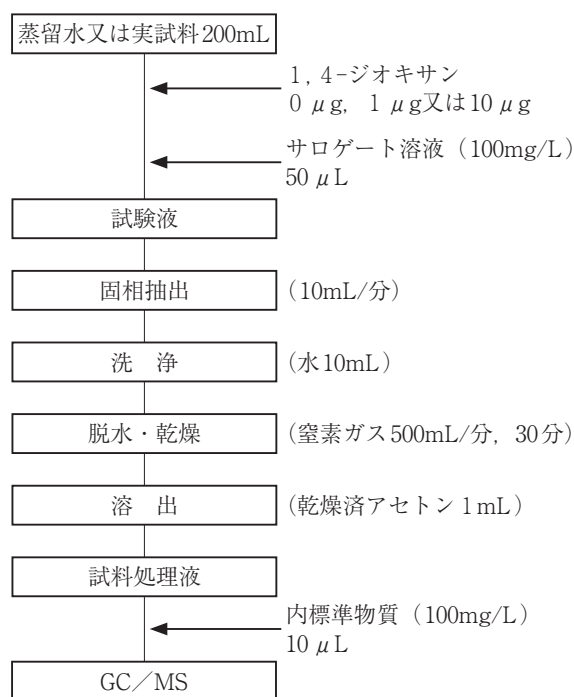 蒸留水又は実試料200mL
1, 4-ジオキサン
0 μg, 1 μg又は10 μg
サロゲート溶液（100mg/L）
50 μL
試験液
固相抽出
（10mL/分）
洗　浄
（水10mL）
脱水・乾燥
（窒素ガス500mL/分, 30分）
溶　出
（乾燥済アセトン1mL）
試料処理液
内標準物質（100mg/L）
10 μL
GC／MS